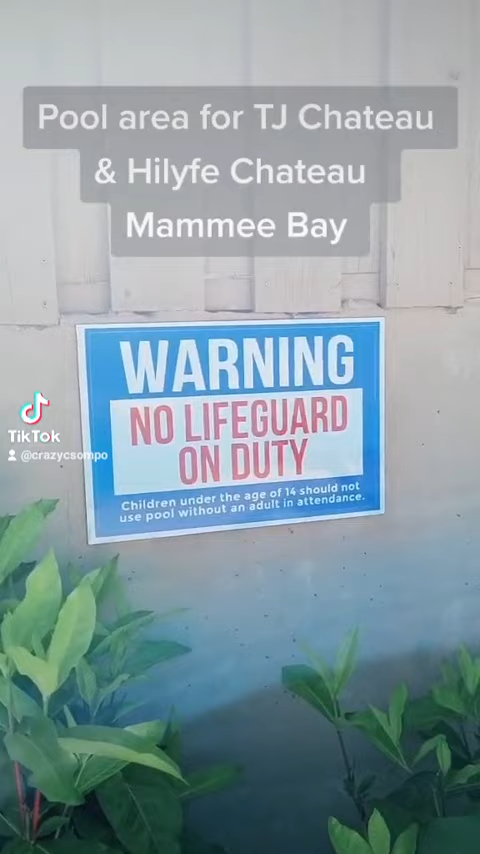 Pool area for TJ Chateau
& Hilyfe Chateau
Mammee Bay
WARNING
NO LIFEGUARD
ON DUTY
Children under the age of 14 should not
use pool without an adult in attendance.
TikTok
@crazycsompo